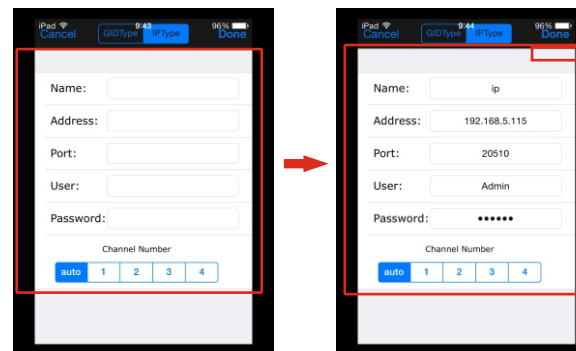 iPad 9:43 96%
Cancel GIDType IPType Done
Name:
Address:
Port:
User:
Password:
Channel Number
auto 1 2 3 4
iPad 9:44 96%
Cancel GIDType IPType Done
Name: ip
Address: 192.168.5.115
Port: 20510
User: Admin
Password: ••••••
Channel Number
auto 1 2 3 4